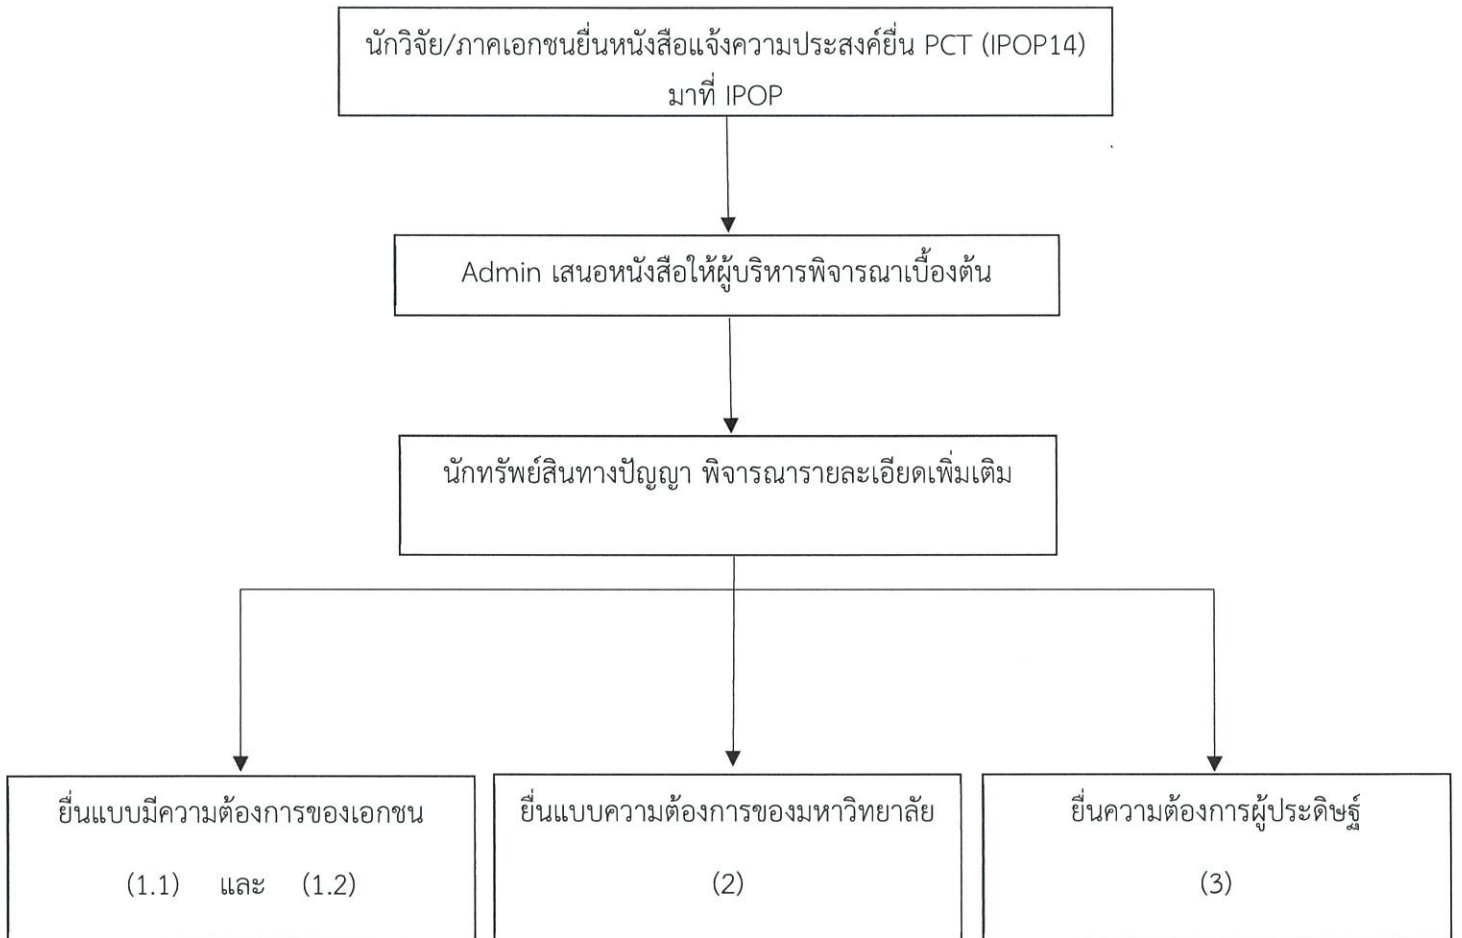 นักวิจัย/ภาคเอกชนยื่นหนังสือแจ้งความประสงค์ยื่น PCT (IPOP14)
มาที่ IPOP
Admin เสนอหนังสือให้ผู้บริหารพิจารณาเบื้องต้น
นักทรัพย์สินทางปัญญา พิจารณารายละเอียดเพิ่มเติม
ยื่นแบบมีความต้องการของเอกชน
(1.1) และ (1.2)
ยื่นแบบความต้องการของมหาวิทยาลัย
(2)
ยื่นความต้องการผู้ประดิษฐ์
(3)